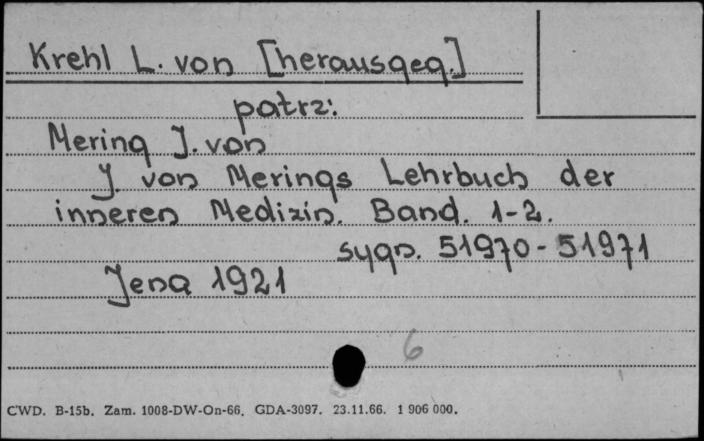 Krehl L. von [herausgeg.]
patrz:
Mering J. von
J. von Merings Lehrbuch der
inneren Medizin. Band. 1-2.
sygn. 51970-51971
Jena 1921
6
CWD. B-15b. Zam. 1008-DW-On-66. GDA-3097. 23.11.66. 1 906 000.